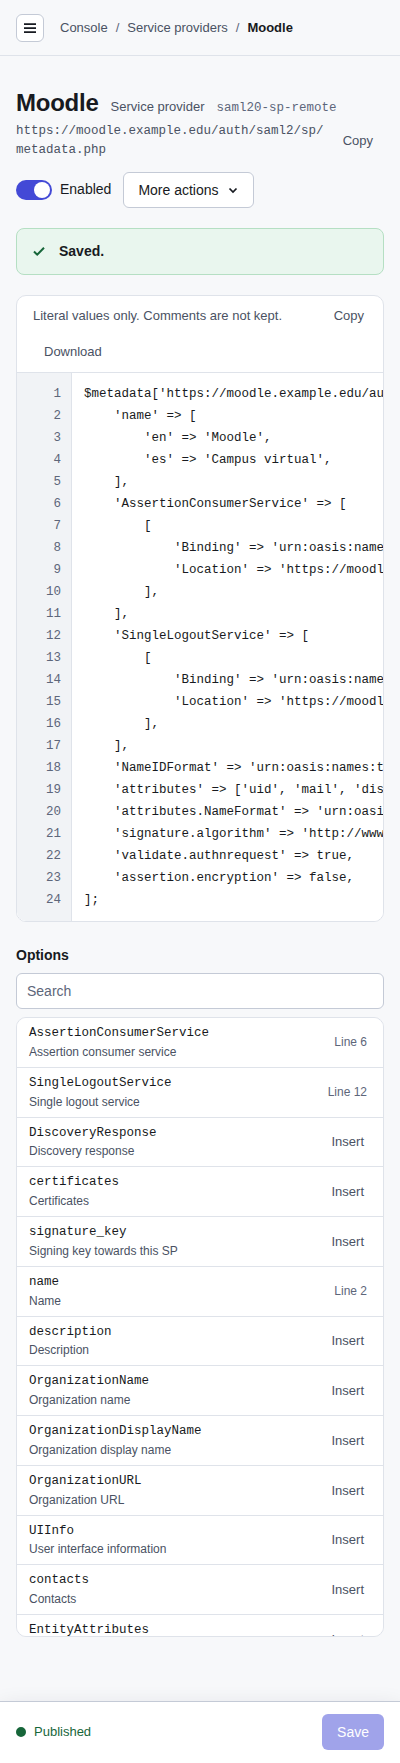 Console / Service providers / Moodle
Moodle Service provider saml20-sp-remote
https://moodle.example.edu/auth/saml2/sp/
metadata.php
Copy
Enabled
More actions
Saved.
Literal values only. Comments are not kept.
Copy
Download
1 $metadata['https://moodle.example.edu/au
2 'name' => [
3 'en' => 'Moodle',
4 'es' => 'Campus virtual',
5 ],
6 'AssertionConsumerService' => [
7 [
8 'Binding' => 'urn:oasis:name
9 'Location' => 'https://moodl
10 ],
11 ],
12 'SingleLogoutService' => [
13 [
14 'Binding' => 'urn:oasis:name
15 'Location' => 'https://moodl
16 ],
17 ],
18 'NameIDFormat' => 'urn:oasis:names:t
19 'attributes' => ['uid', 'mail', 'dis
20 'attributes.NameFormat' => 'urn:oasi
21 'signature.algorithm' => 'http://www
22 'validate.authnrequest' => true,
23 'assertion.encryption' => false,
24 ];
Options
Search
AssertionConsumerService
Assertion consumer service
Line 6
SingleLogoutService
Single logout service
Line 12
DiscoveryResponse
Discovery response
Insert
certificates
Certificates
Insert
signature_key
Signing key towards this SP
Insert
name
Name
Line 2
description
Description
Insert
OrganizationName
Organization name
Insert
OrganizationDisplayName
Organization display name
Insert
OrganizationURL
Organization URL
Insert
UIInfo
User interface information
Insert
contacts
Contacts
Insert
EntityAttributes
Published
Save